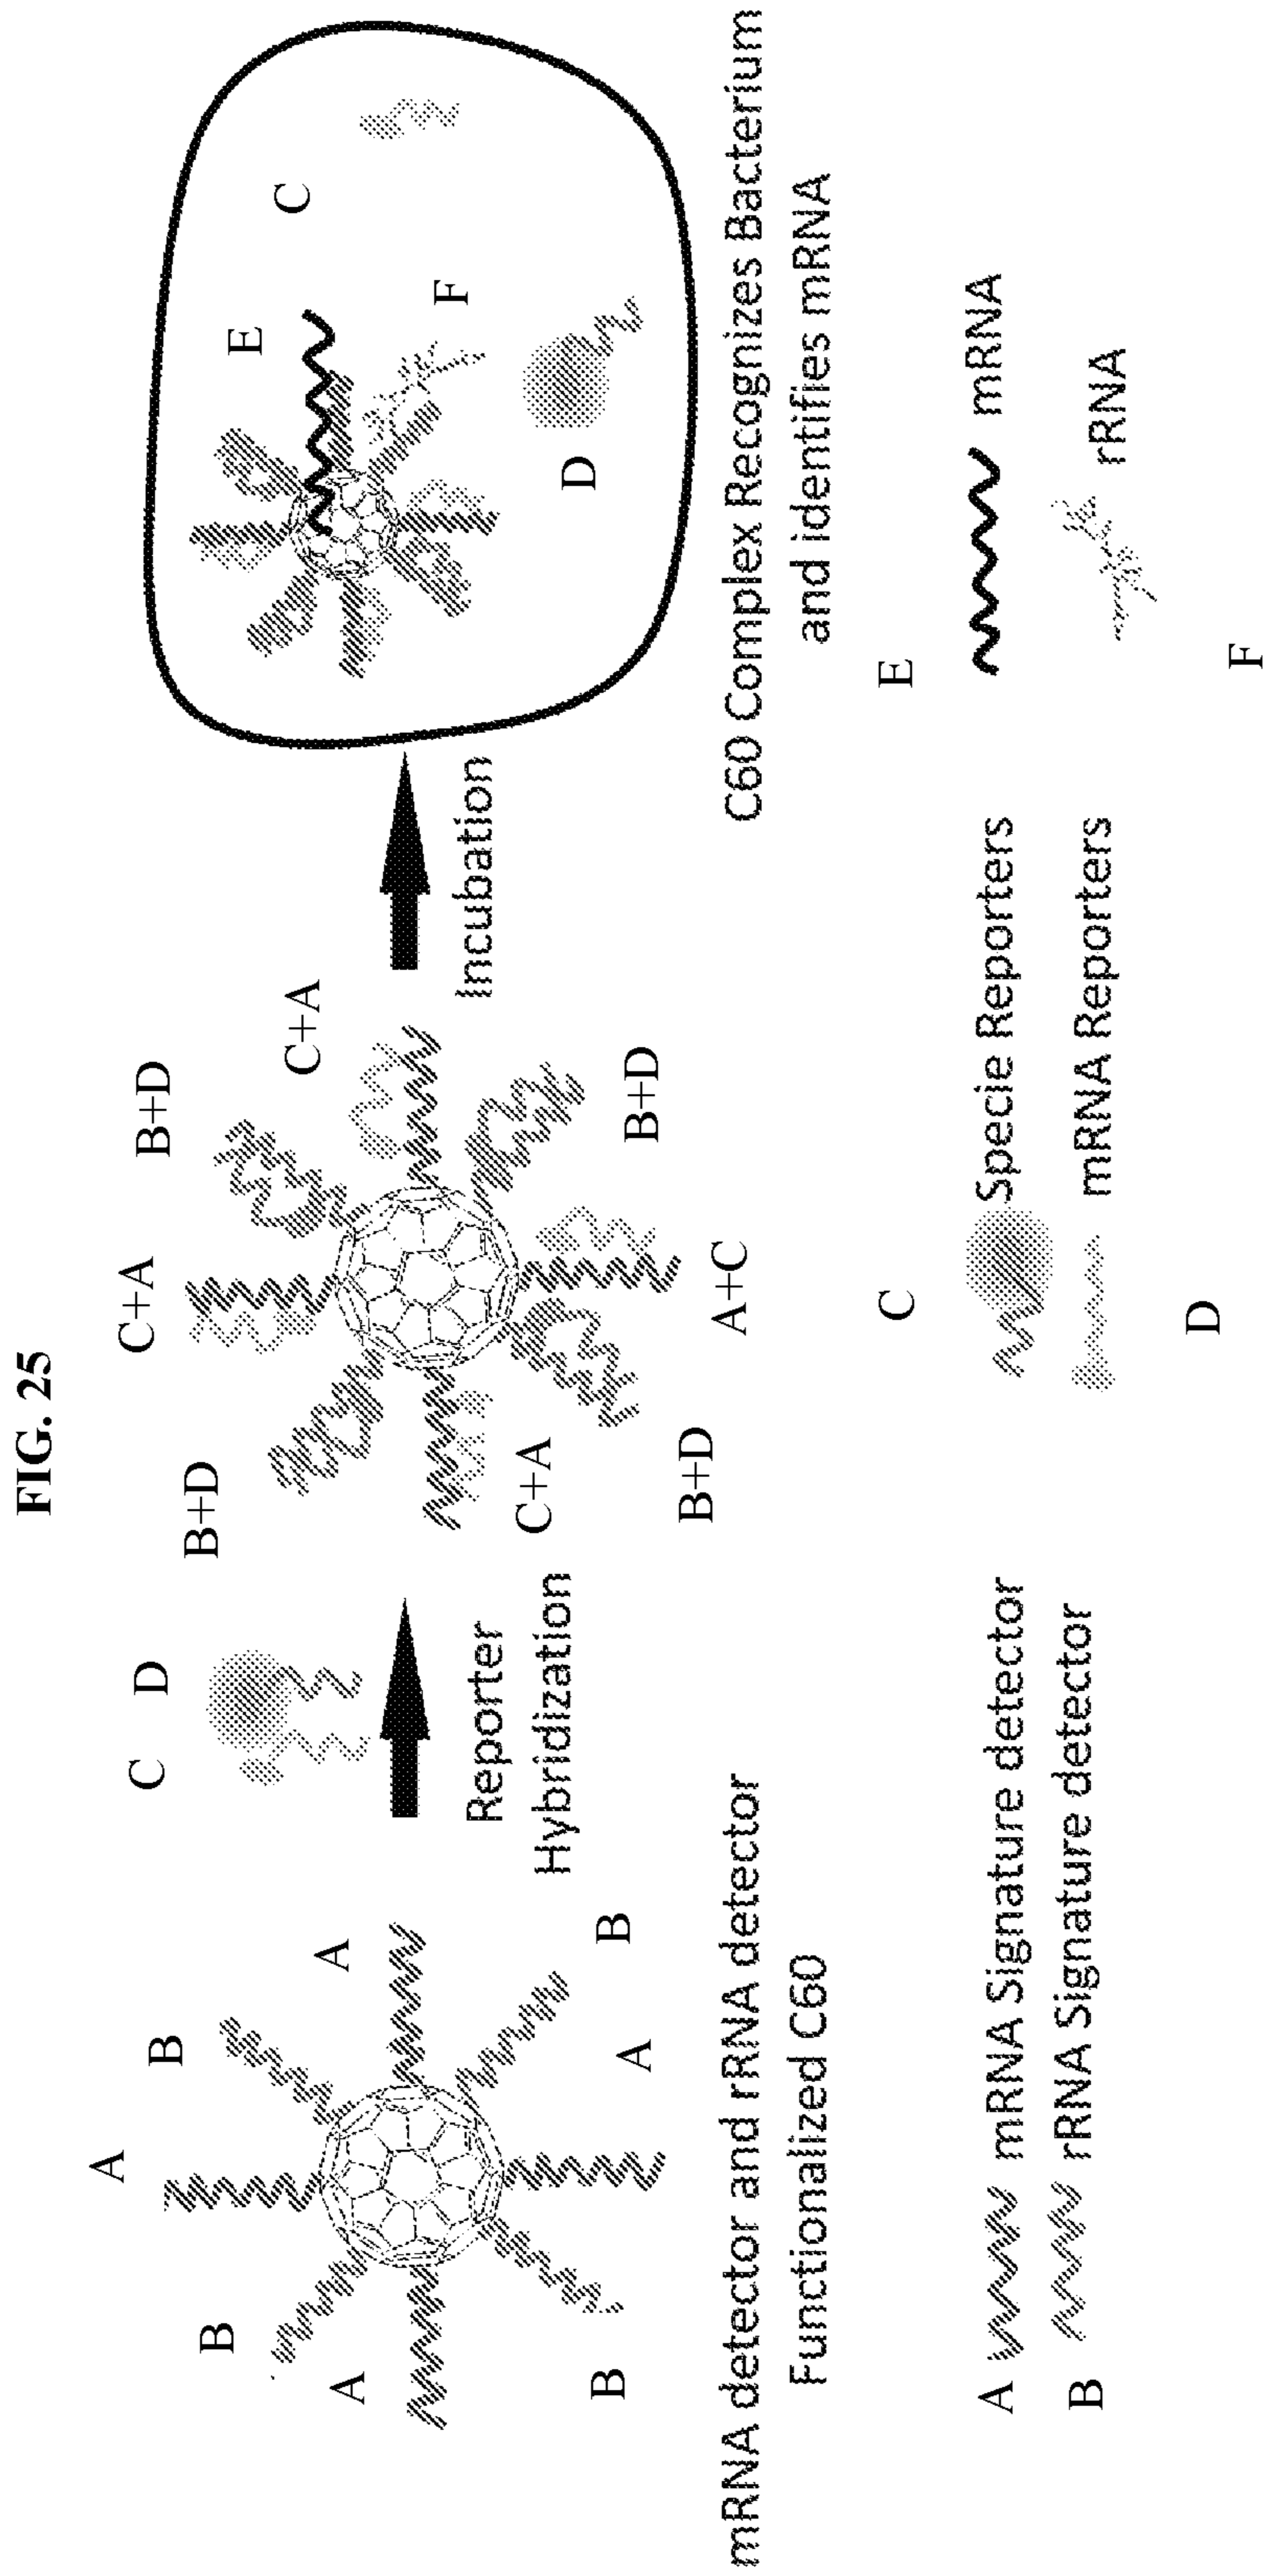 FIG. 25
A
B
A
B
A
B
A
B
mRNA detector and rRNA detector
Functionalized C60
C D
Reporter
Hybridization
B+D
C+A
B+D
C+A
C+A
B+D
A+C
B+D
Incubation
E
C
F
D
C60 Complex Recognizes Bacterium
and identifies mRNA
A mRNA Signature detector
B rRNA Signature detector
C
Specie Reporters
mRNA Reporters
D
E
mRNA
rRNA
F